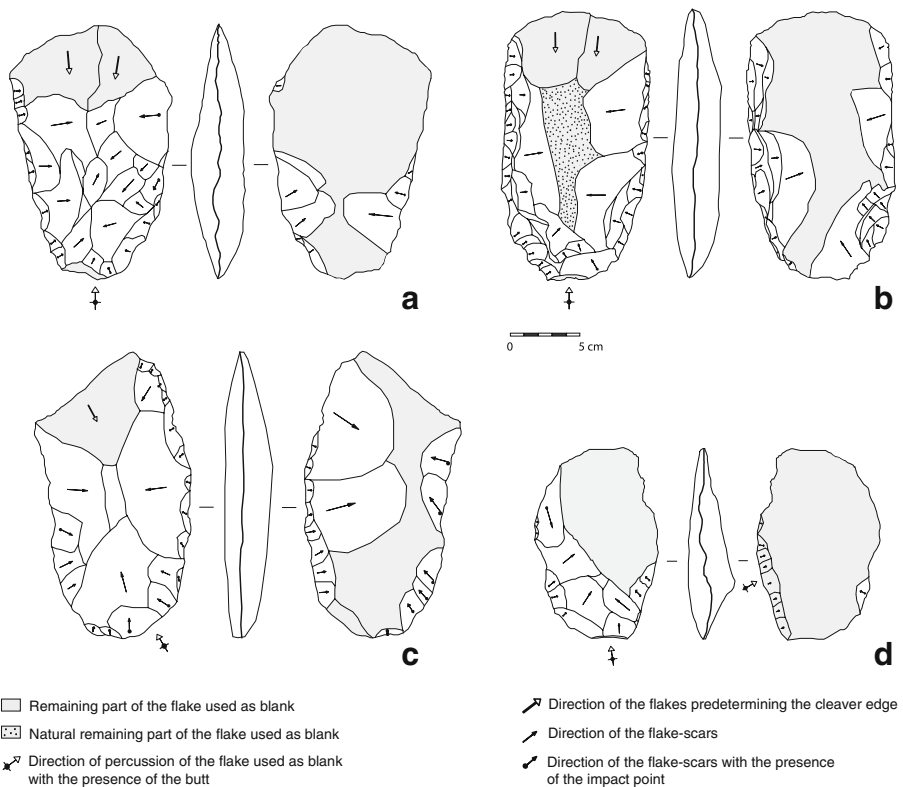 a
b
0 5 cm
c
d
Remaining part of the flake used as blank
Natural remaining part of the flake used as blank
Direction of percussion of the flake used as blank
with the presence of the butt
Direction of the flakes predetermining the cleaver edge
Direction of the flake-scars
Direction of the flake-scars with the presence
of the impact point